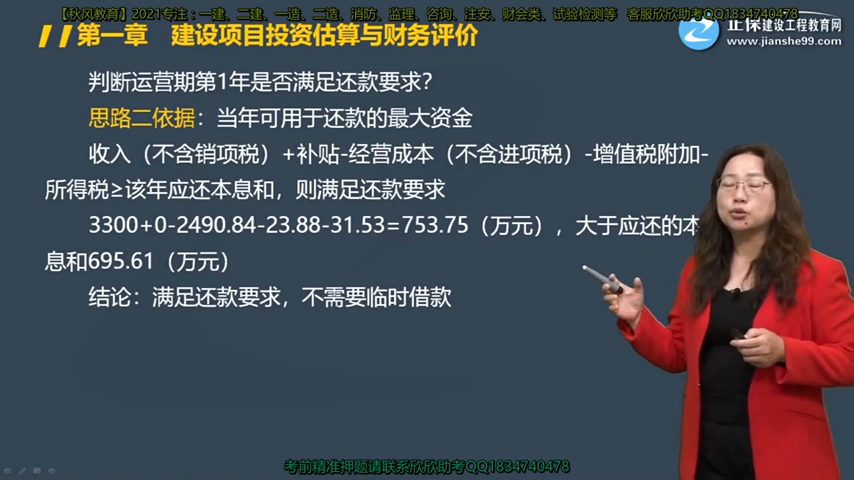 【秋风教育】2021专注：一建、二建、一造、二造、消防、监理、咨询、注安、财会类、试验检测等 客服欣欣助考QQ1834740478
第一章 建设项目投资估算与财务评价
正保建设工程教育网
www.jianshe99.com
判断运营期第1年是否满足还款要求？
思路二依据：当年可用于还款的最大资金
收入（不含销项税）+补贴-经营成本（不含进项税）-增值税附加-
所得税≥该年应还本息和，则满足还款要求
3300+0-2490.84-23.88-31.53=753.75（万元），大于应还的本
息和695.61（万元）
结论：满足还款要求，不需要临时借款
考前精准押题请联系欣欣助考QQ1834740478